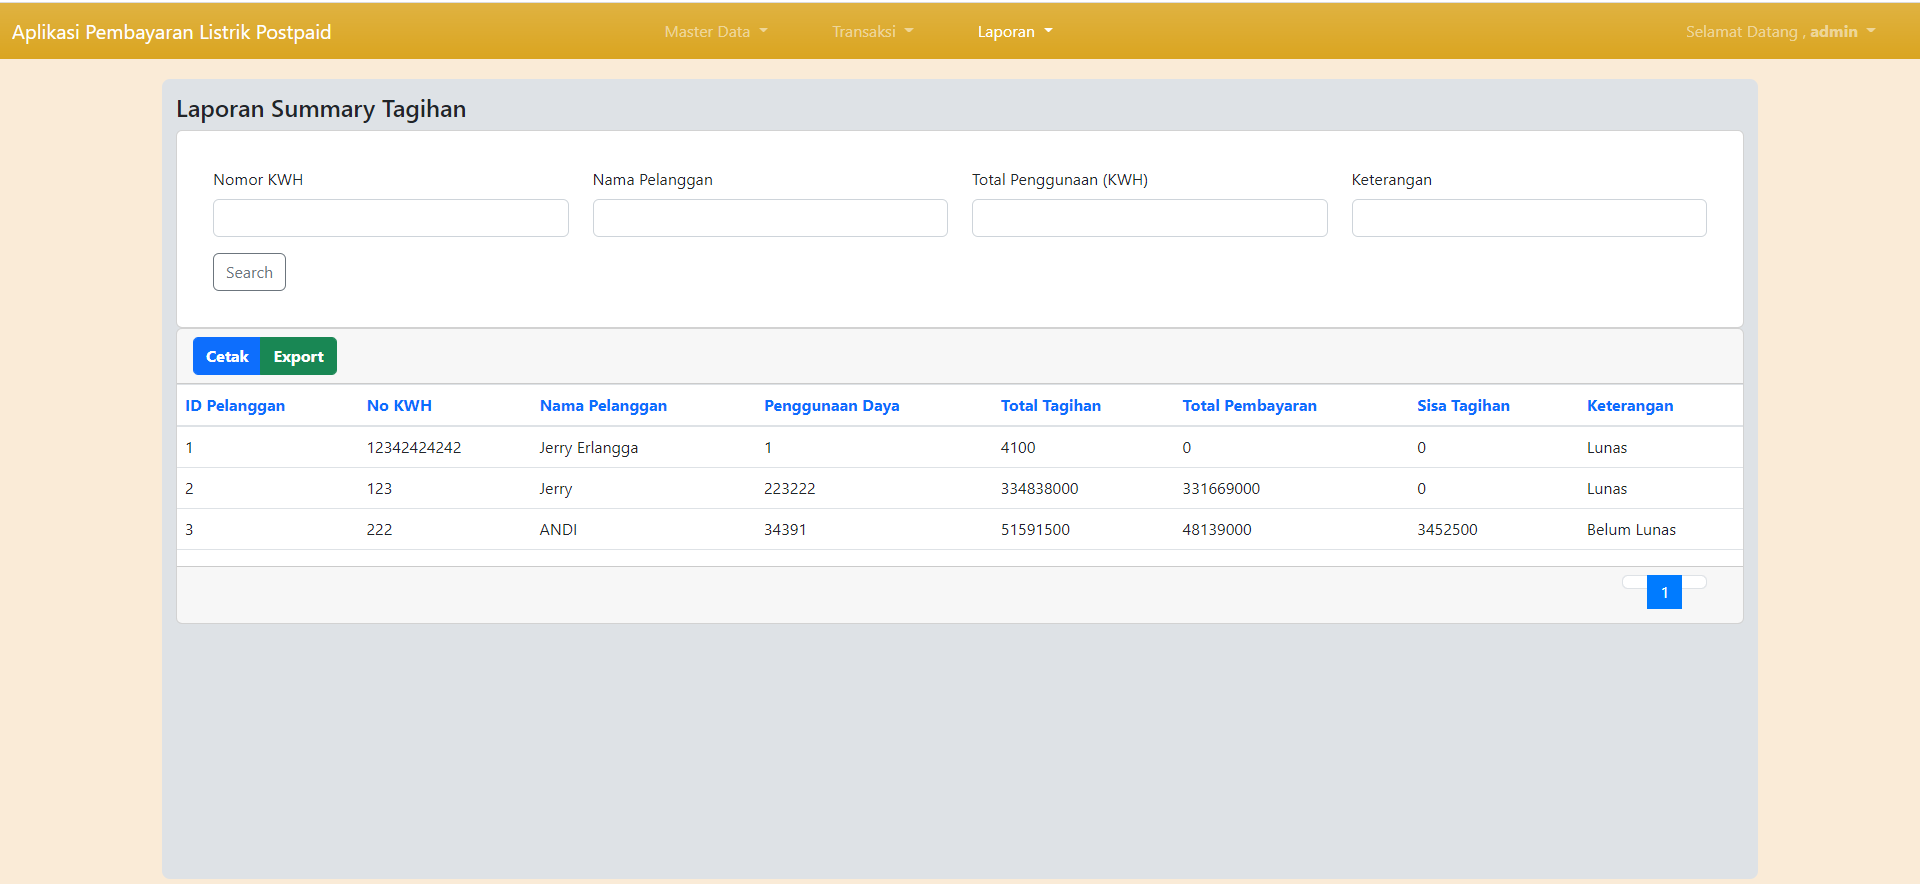 Aplikasi Pembayaran Listrik Postpaid Master Data Transaksi Laporan Selamat Datang , admin
Laporan Summary Tagihan
Nomor KWH Nama Pelanggan Total Penggunaan (KWH) Keterangan
Search
Cetak Export
ID Pelanggan No KWH Nama Pelanggan Penggunaan Daya Total Tagihan Total Pembayaran Sisa Tagihan Keterangan
1 12342424242 Jerry Erlangga 1 4100 0 0 Lunas
2 123 Jerry 223222 334838000 331669000 0 Lunas
3 222 ANDI 34391 51591500 48139000 3452500 Belum Lunas
1